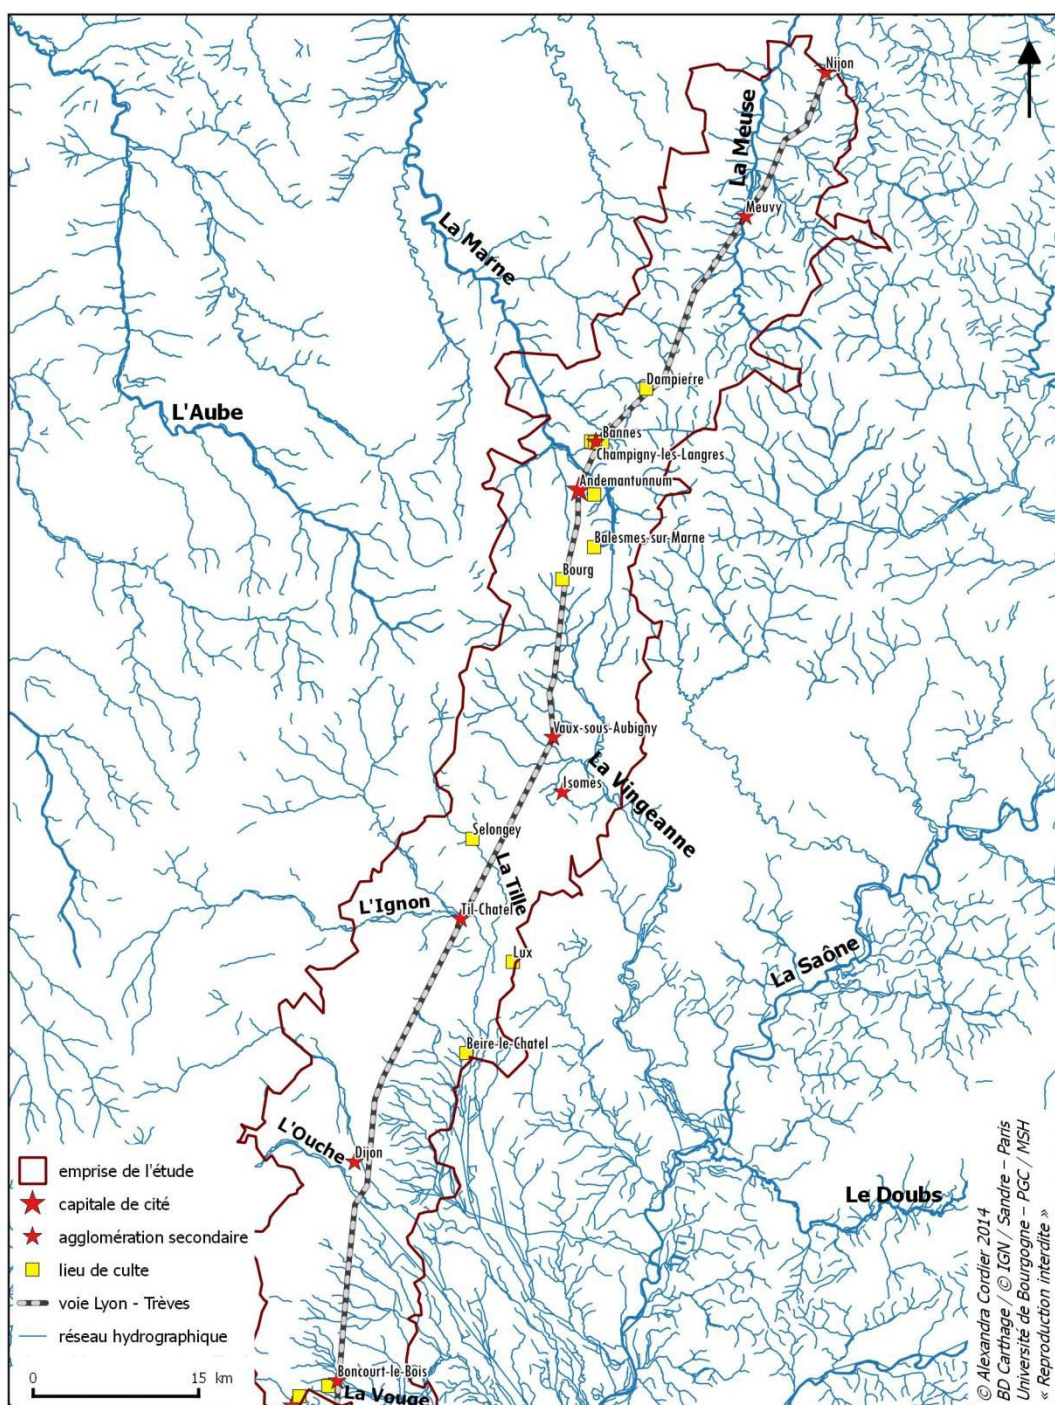 Nijon
La Meuse
Meuvy
La Marne
Dampierre
L'Aube
Bannes
Champigny-les-Langres
Andemantunnum
Balesmes-sur-Marne
Bourg
Vaux-sous-Aubigny
La Vingeanne
Isomes
Selongey
La Tille
L'Ignon
Til-Chatel
Lux
La Saône
Beire-le-Chatel
L'Ouche
Dijon
Le Doubs
emprise de l'étude
capitale de cité
agglomération secondaire
lieu de culte
voie Lyon - Trèves
réseau hydrographique
0 15 km
Boncourt-le-Bois
La Vouge
© Alexandra Cordier 2014
BD Carthage / © IGN / Sandre – Paris
Université de Bourgogne – PGC / MSH
« Reproduction interdite »